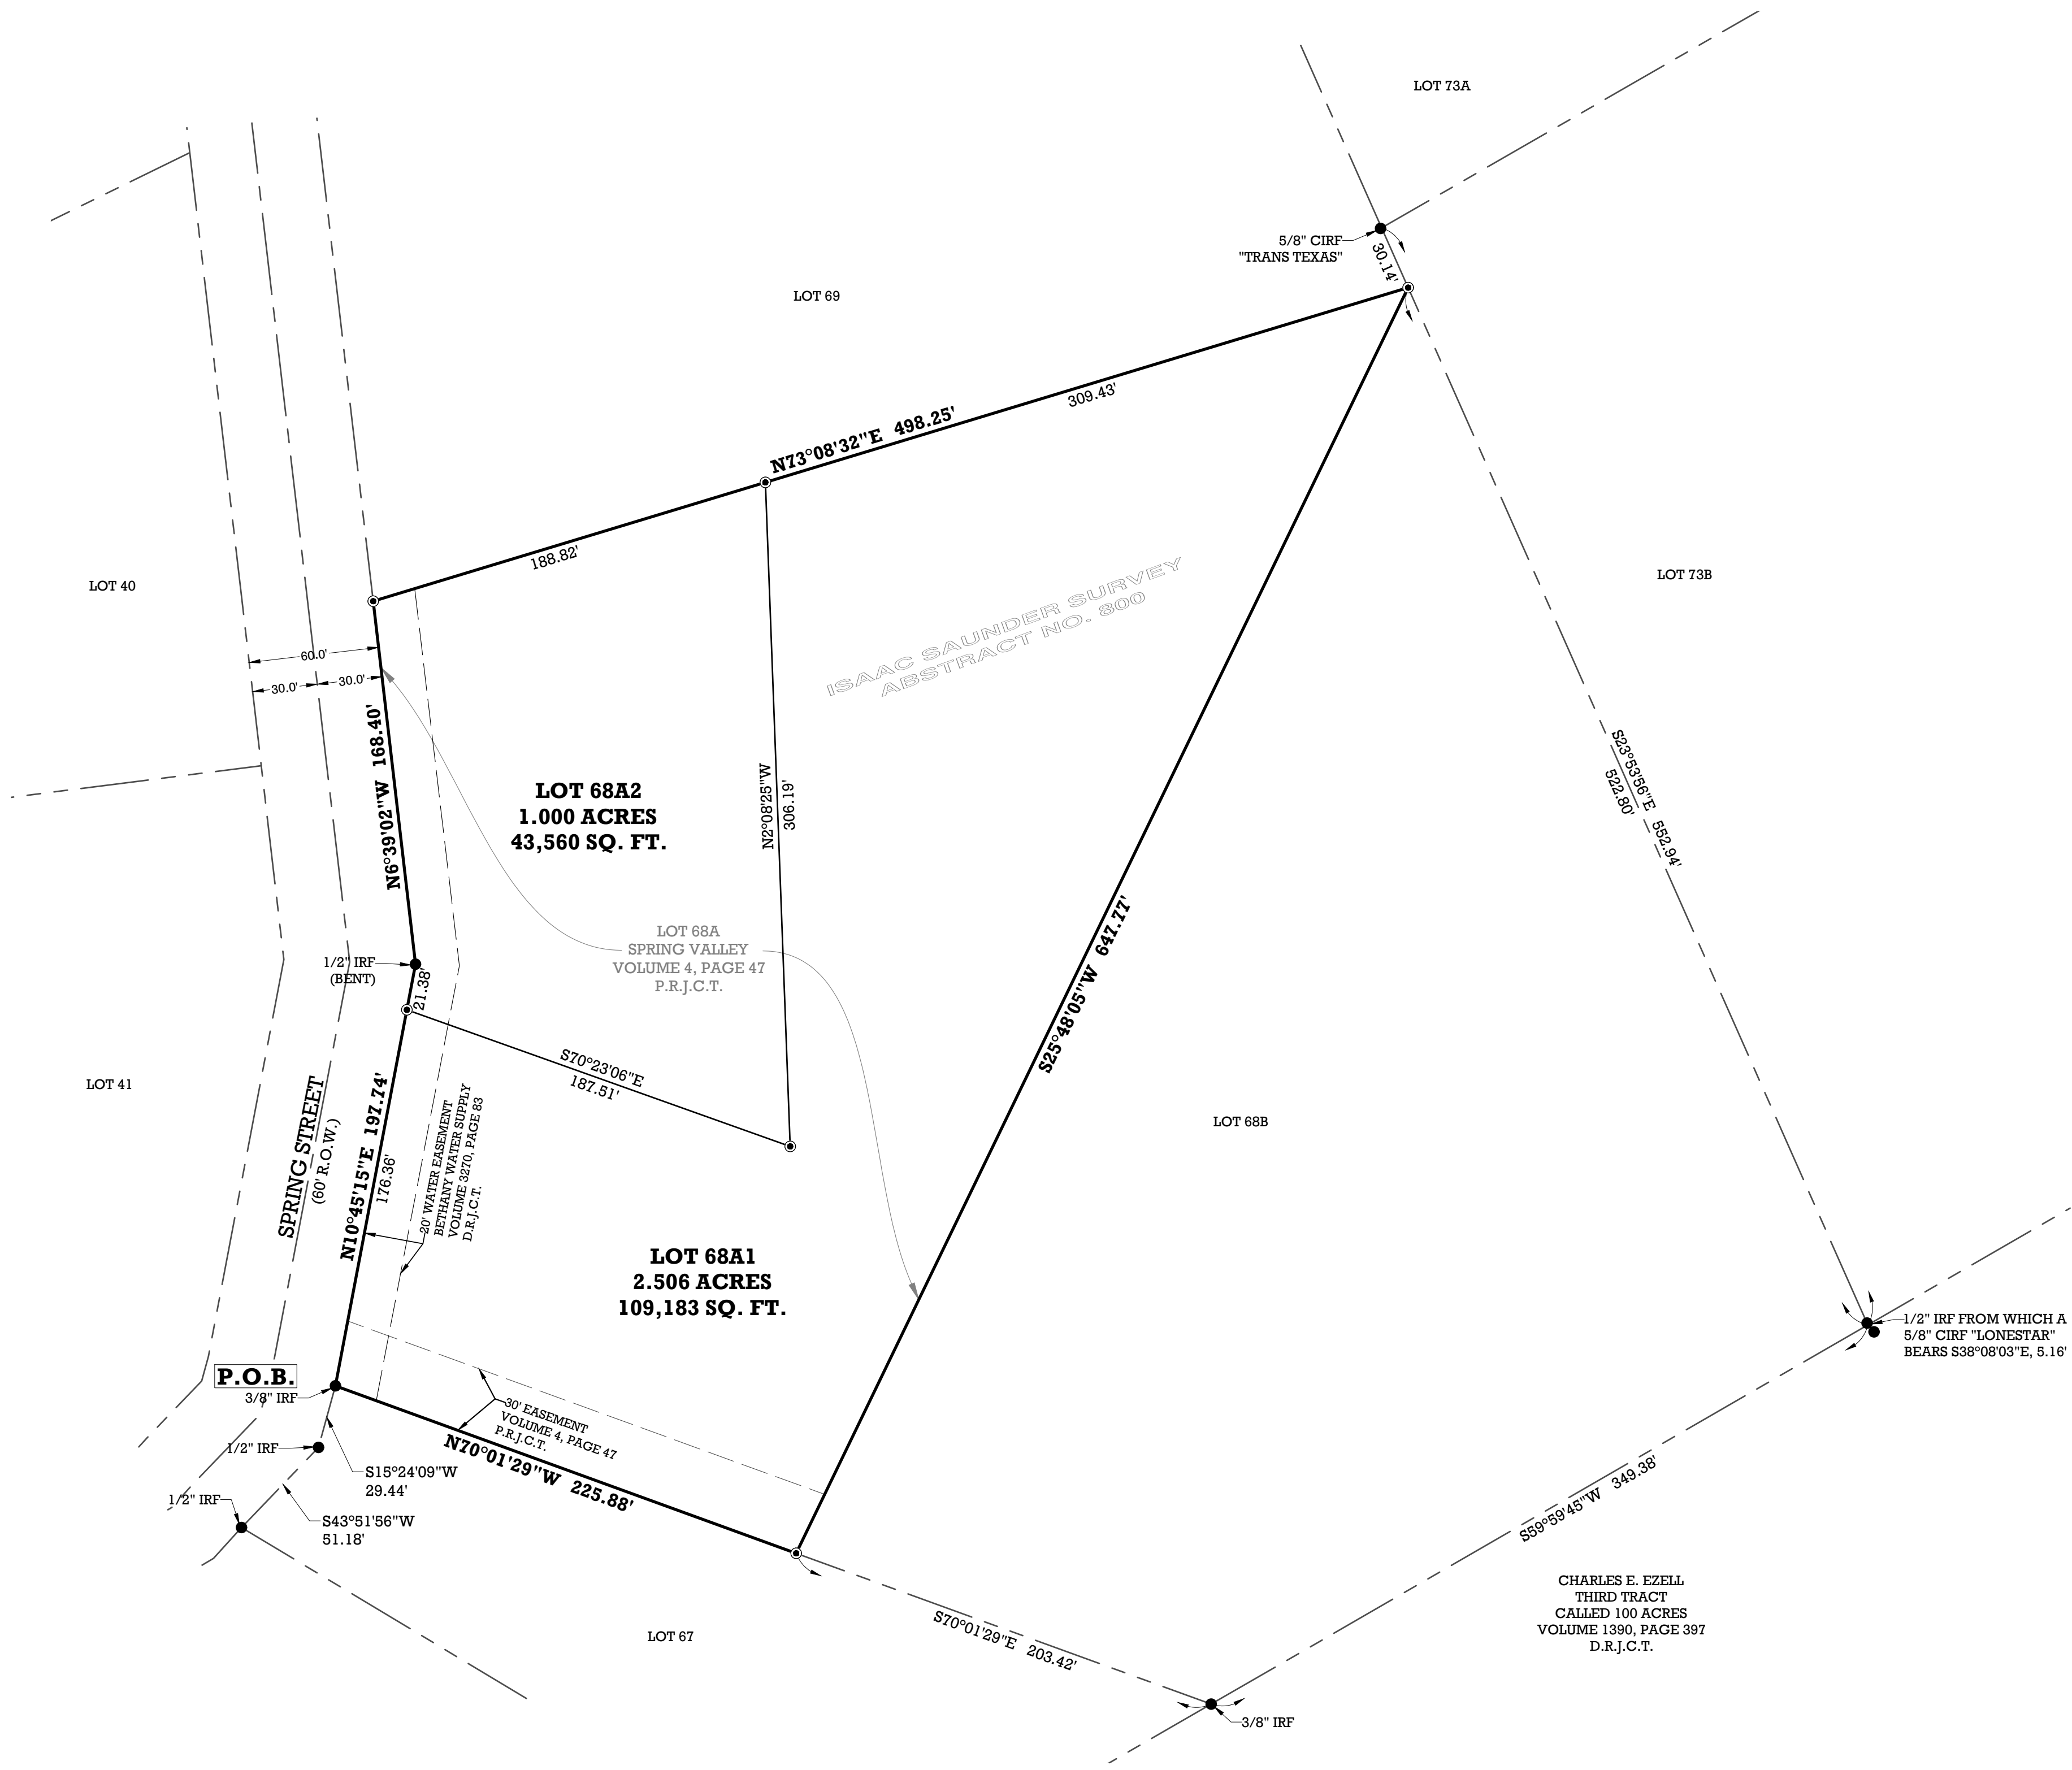 LOT 73A
5/8" CIRF
"TRANS TEXAS"
30.14'
LOT 69
N73°08'32"E 498.25'
309.43'
188.82'
ISAAC SAUNDER SURVEY
ABSTRACT NO. 800
LOT 73B
LOT 40
60.0'
30.0'
30.0'
N6°39'02"W 168.40'
LOT 68A2
1.000 ACRES
43,560 SQ. FT.
N2°08'25"W
306.19'
S23°53'56"E 552.94'
522.80'
LOT 68A
SPRING VALLEY
VOLUME 4, PAGE 47
P.R.J.C.T.
1/2" IRF
(BENT)
21.38'
S25°48'05"W 647.77'
LOT 41
S70°23'06"E
187.51'
SPRING STREET
(60' R.O.W.)
N10°45'15"E 197.74'
176.36'
20' WATER EASEMENT
BETHANY WATER SUPPLY
VOLUME 3270, PAGE 83
D.R.J.C.T.
LOT 68B
LOT 68A1
2.506 ACRES
109,183 SQ. FT.
1/2" IRF FROM WHICH A
5/8" CIRF "LONESTAR"
BEARS S38°08'03"E, 5.16'
P.O.B.
3/8" IRF
30' EASEMENT
VOLUME 4, PAGE 47
P.R.J.C.T.
N70°01'29"W 225.88'
1/2" IRF
S15°24'09"W
29.44'
1/2" IRF
S43°51'56"W
51.18'
S59°59'45"W 349.38'
CHARLES E. EZELL
THIRD TRACT
CALLED 100 ACRES
VOLUME 1390, PAGE 397
D.R.J.C.T.
LOT 67
S70°01'29"E 203.42'
3/8" IRF